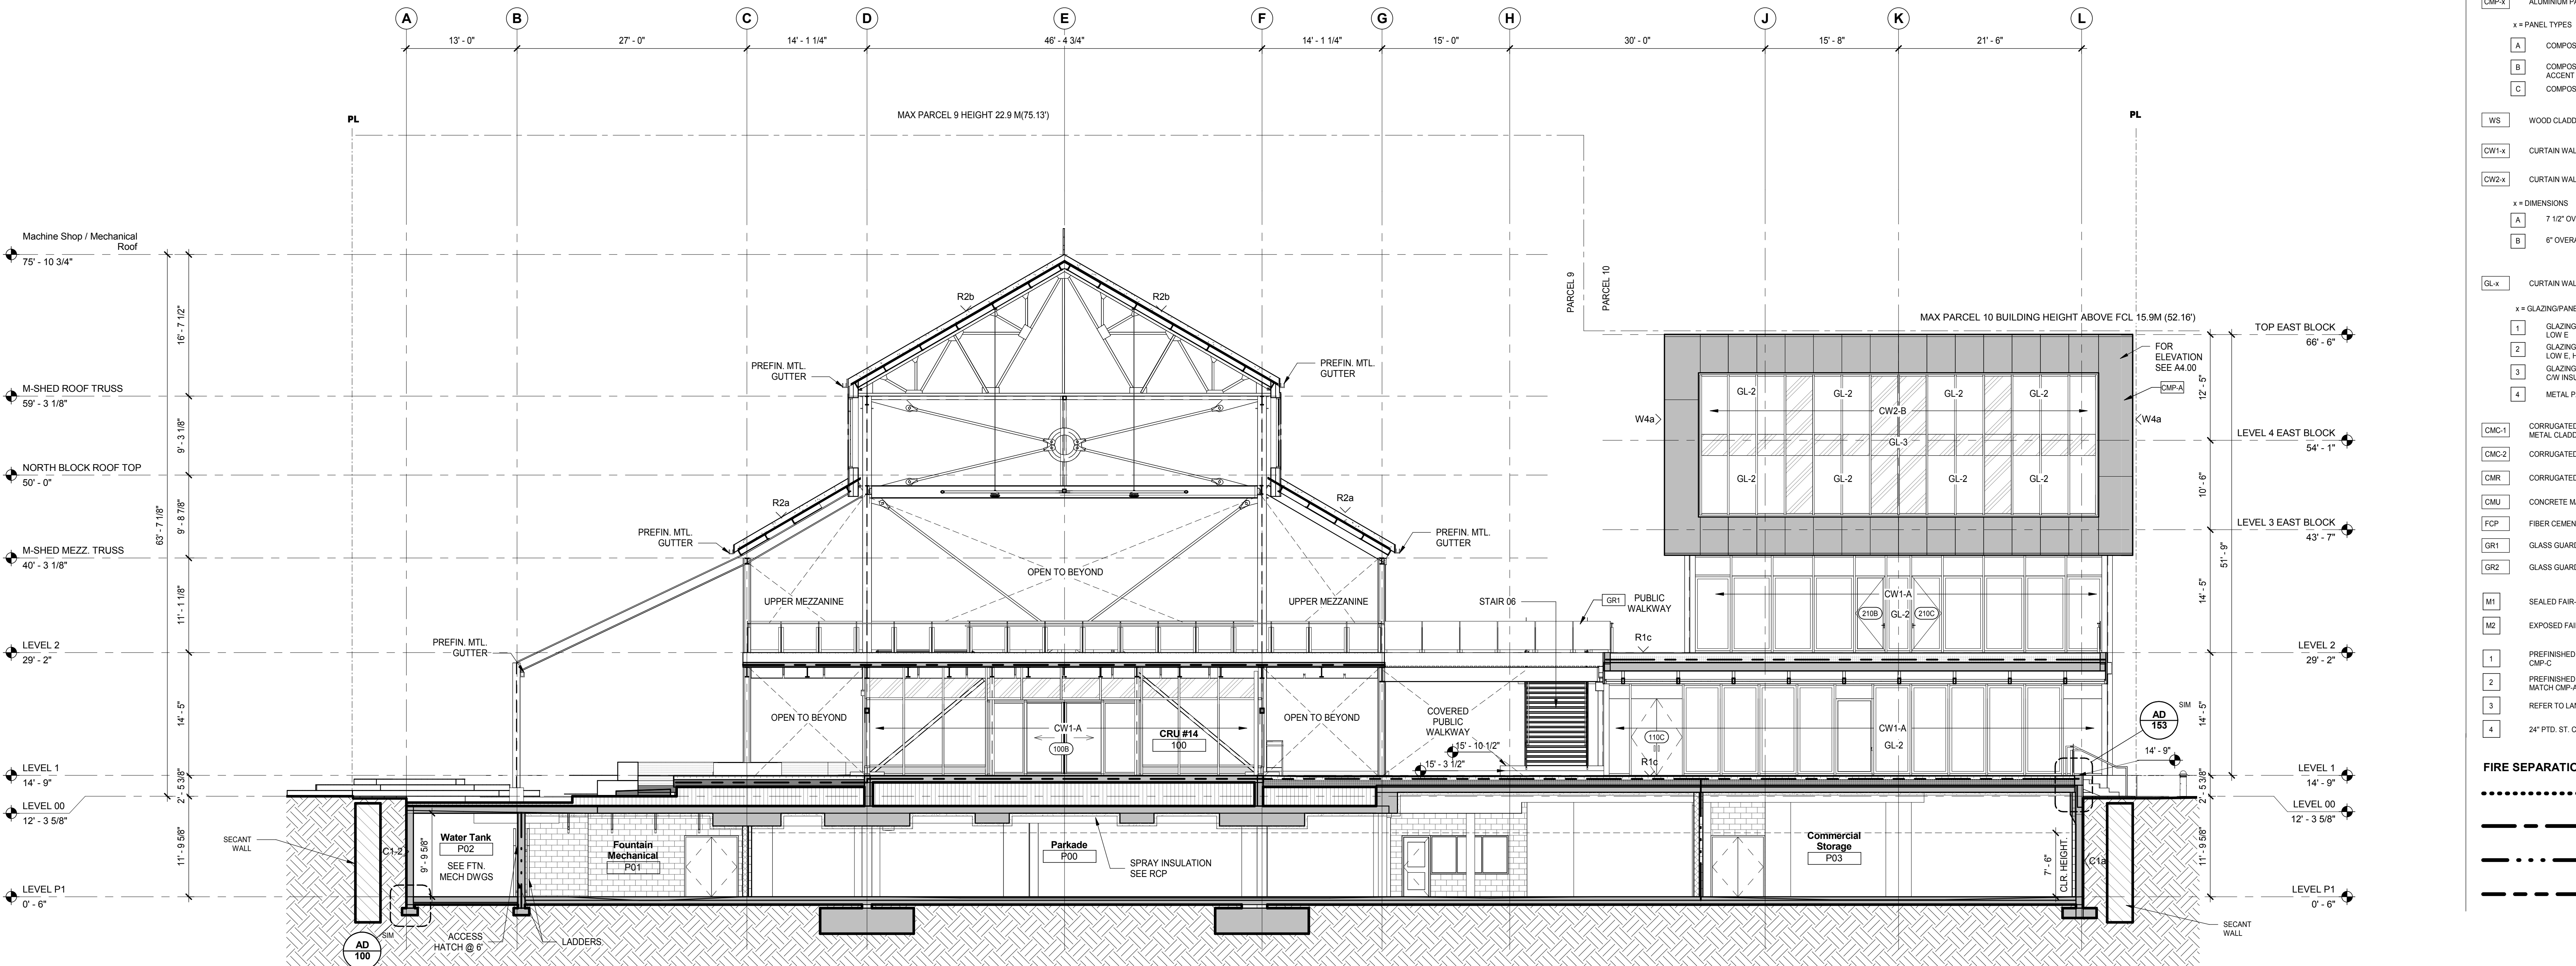 A
B
C
D
E
F
G
H
J
K
L
13' - 0"
27' - 0"
14' - 1 1/4"
46' - 4 3/4"
14' - 1 1/4"
15' - 0"
30' - 0"
15' - 8"
21' - 6"
PL
PL
MAX PARCEL 9 HEIGHT 22.9 M(75.13')
PARCEL 9
PARCEL 10
MAX PARCEL 10 BUILDING HEIGHT ABOVE FCL 15.9M (52.16')
Machine Shop / Mechanical
Roof
75' - 10 3/4"
M-SHED ROOF TRUSS
59' - 3 1/8"
NORTH BLOCK ROOF TOP
50' - 0"
M-SHED MEZZ. TRUSS
40' - 3 1/8"
LEVEL 2
29' - 2"
LEVEL 1
14' - 9"
LEVEL 00
12' - 3 5/8"
LEVEL P1
0' - 6"
63' - 7 1/8"
16' - 7 1/2"
9' - 3 1/8"
9' - 8 7/8"
11' - 1 1/8"
14' - 5"
2' - 5 3/8"
11' - 9 5/8"
R2b
R2b
PREFIN. MTL.
GUTTER
PREFIN. MTL.
GUTTER
R2a
R2a
PREFIN. MTL.
GUTTER
PREFIN. MTL.
GUTTER
PREFIN. MTL.
GUTTER
OPEN TO BEYOND
UPPER MEZZANINE
UPPER MEZZANINE
STAIR 06
GR1
PUBLIC
WALKWAY
R1c
OPEN TO BEYOND
CW1-A
100B
CRU #14
100
OPEN TO BEYOND
COVERED
PUBLIC
WALKWAY
15' - 10 1/2"
15' - 3 1/2"
110C
R1c
CW1-A
GL-2
FOR
ELEVATION
SEE A4.00
CMP-A
W4a
W4a
GL-2
GL-2
GL-2
GL-2
CW2-B
GL-3
GL-2
GL-2
GL-2
GL-2
CW1-A
210B
GL-2
210C
TOP EAST BLOCK
66' - 6"
LEVEL 4 EAST BLOCK
54' - 1"
LEVEL 3 EAST BLOCK
43' - 7"
LEVEL 2
29' - 2"
LEVEL 1
14' - 9"
LEVEL 00
12' - 3 5/8"
LEVEL P1
0' - 6"
12' - 5"
10' - 6"
14' - 5"
51' - 9"
14' - 5"
2' - 5 3/8"
11' - 9 5/8"
AD
153
SIM
14' - 9"
SECANT
WALL
C1-2
9' - 9 5/8"
Water Tank
P02
SEE FTN.
MECH DWGS
Fountain
Mechanical
P01
Parkade
P00
SPRAY INSULATION
SEE RCP
Commercial
Storage
P03
7' - 6"
CLR. HEIGHT.
C1a
SECANT
WALL
AD
100
SIM
ACCESS
HATCH @ 6'
LADDERS
CMP-x
x = PANEL TYPES
A
B
ACCENT
C
WS
CW1-x
CW2-x
x = DIMENSIONS
A
B
GL-x
1
LOW E
2
3
4
CMC-1
CMC-2
CMR
CMU
CONCRETE
FCP
GR1
GR2
M1
M2
1
PREFINISHED
CMP-C
2
PREFINISHED
MATCH
3
REFER TO
4
24" PTD. ST.